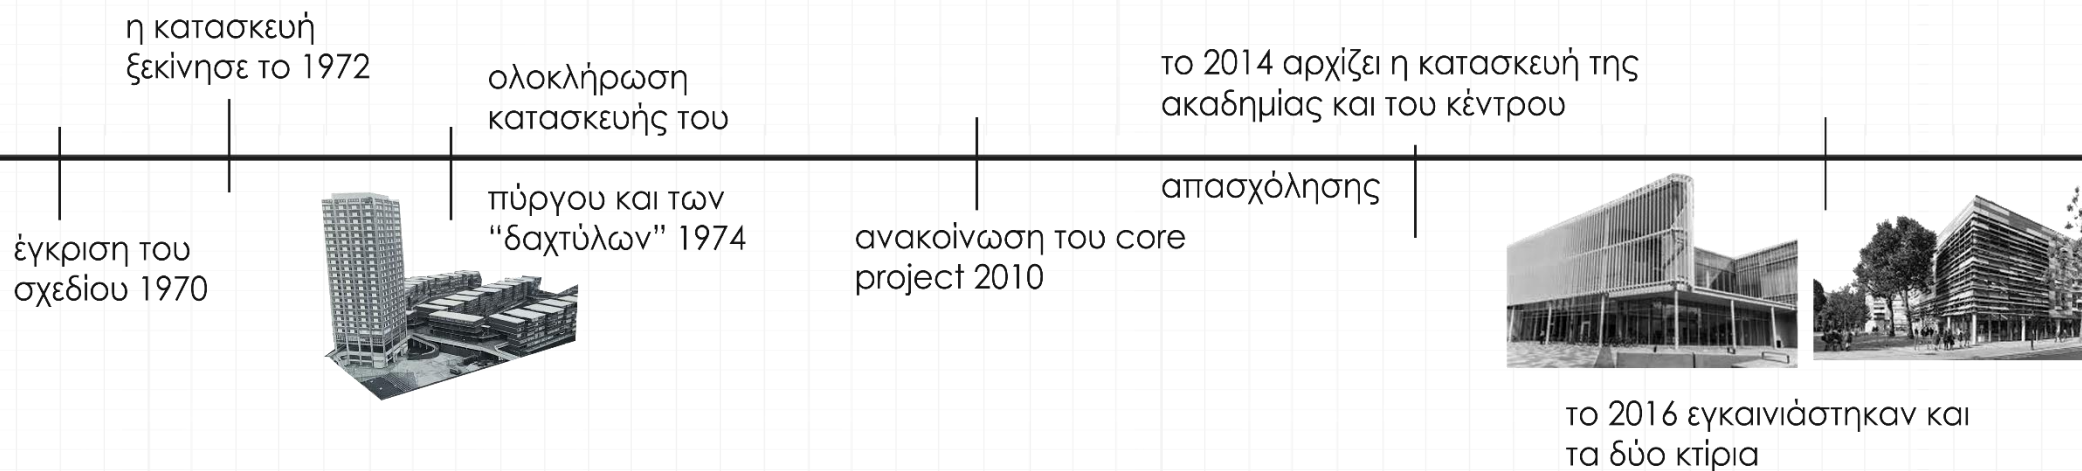 έγκριση του
σχεδίου 1970
η κατασκευή
ξεκίνησε το 1972
ολοκλήρωση
κατασκευής του
πύργου και των
“δαχτύλων” 1974
ανακοίνωση του core
project 2010
το 2014 αρχίζει η κατασκευή της
ακαδημίας και του κέντρου
απασχόλησης
το 2016 εγκαινιάστηκαν και
τα δύο κτίρια